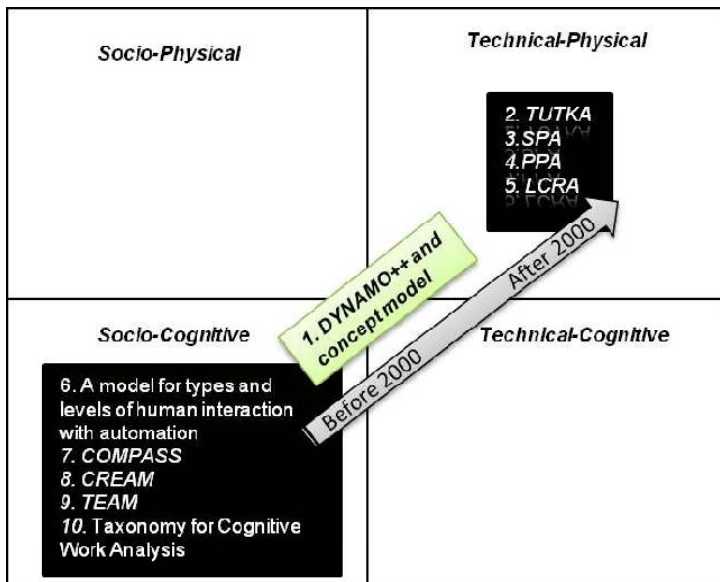 Socio-Physical
Technical-Physical
2. TUTKA
3. SPA
4. PPA
5. LCRA
1. DYNAMO++ and
concept model
Before 2000
After 2000
Socio-Cognitive
Technical-Cognitive
6. A model for types and
levels of human interaction
with automation
7. COMPASS
8. CREAM
9. TEAM
10. Taxonomy for Cognitive
Work Analysis